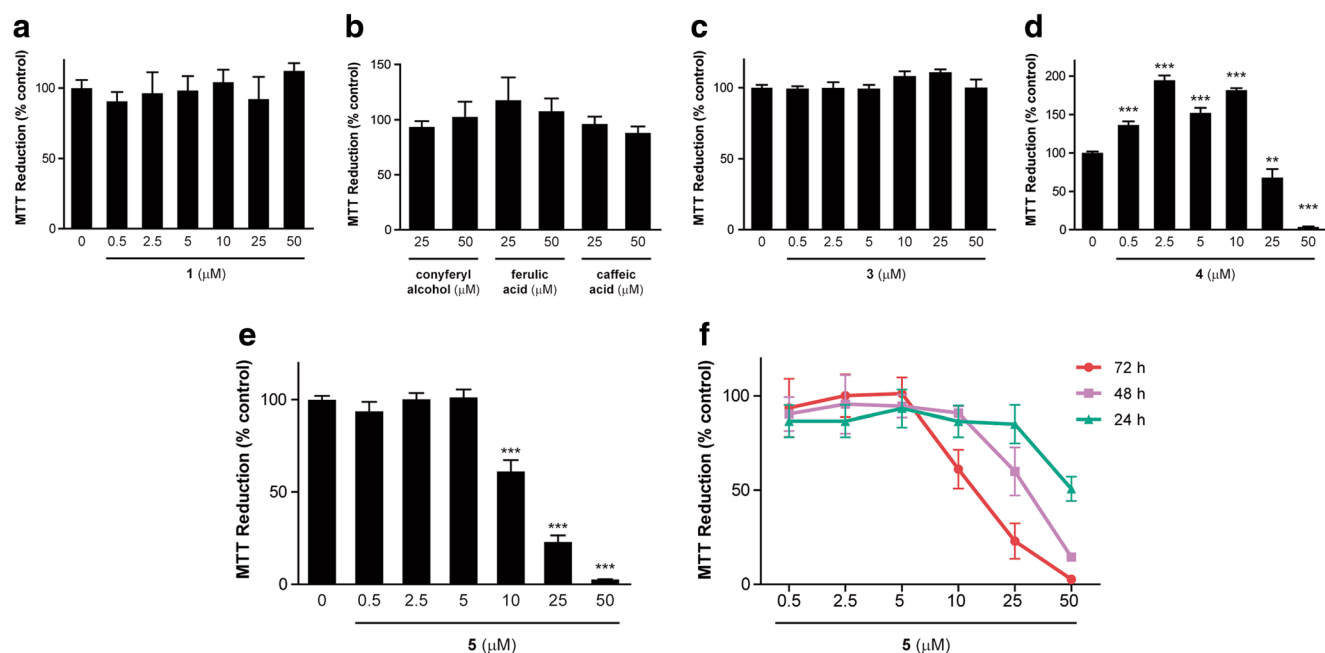 a
MTT Reduction (% control)
100
50
0
0 0.5 2.5 5 10 25 50
1 (μM)
b
MTT Reduction (% control)
150
100
50
0
25 50 25 50 25 50
conyferyl alcohol (μM)
ferulic acid (μM)
caffeic acid (μM)
c
MTT Reduction (% control)
100
50
0
0 0.5 2.5 5 10 25 50
3 (μM)
d
MTT Reduction (% control)
200
150
100
50
0
*** *** *** *** ** ***
0 0.5 2.5 5 10 25 50
4 (μM)
e
MTT Reduction (% control)
100
50
0
*** *** ***
0 0.5 2.5 5 10 25 50
5 (μM)
f
MTT Reduction (% control)
100
50
0
0.5 2.5 5 10 25 50
5 (μM)
72 h
48 h
24 h